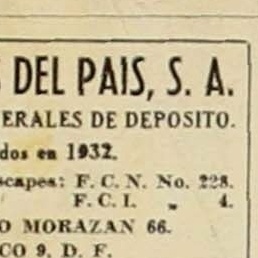 S DEL PAIS, S. A.
ERALES DE DEPOSITO.
dos en 1932.
scapes: F. C. N. No. 228.
F. C. I. „ 4.
O MORAZAN 66.
CO 9, D. F.